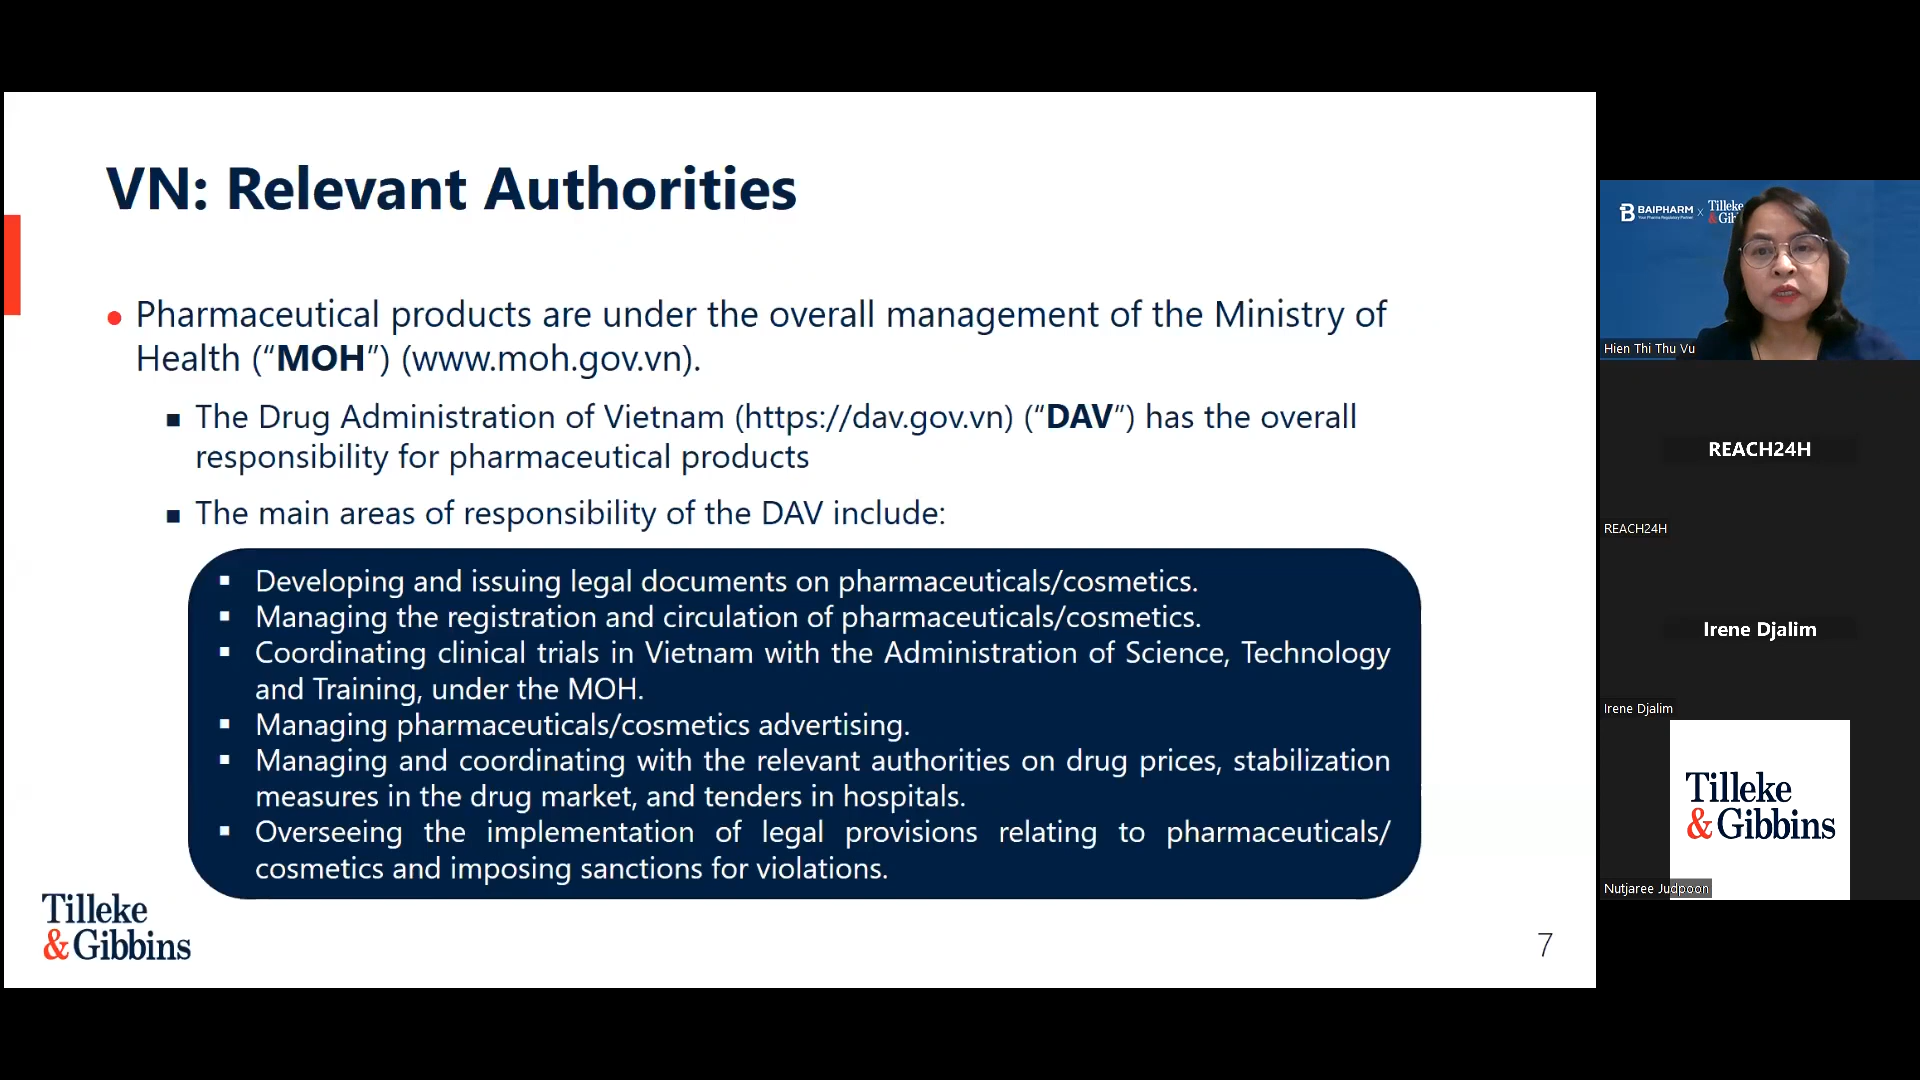 VN: Relevant Authorities
• Pharmaceutical products are under the overall management of the Ministry of
Health (“MOH”) (www.moh.gov.vn).
▪ The Drug Administration of Vietnam (https://dav.gov.vn) (“DAV”) has the overall
responsibility for pharmaceutical products
▪ The main areas of responsibility of the DAV include:
▪ Developing and issuing legal documents on pharmaceuticals/cosmetics.
▪ Managing the registration and circulation of pharmaceuticals/cosmetics.
▪ Coordinating clinical trials in Vietnam with the Administration of Science, Technology
and Training, under the MOH.
▪ Managing pharmaceuticals/cosmetics advertising.
▪ Managing and coordinating with the relevant authorities on drug prices, stabilization
measures in the drug market, and tenders in hospitals.
▪ Overseeing the implementation of legal provisions relating to pharmaceuticals/
cosmetics and imposing sanctions for violations.
Tilleke
& Gibbins
7
BAIPHARM x Tilleke
Your Pharma Regulatory Partner
Hien Thi Thu Vu
REACH24H
REACH24H
Irene Djalim
Irene Djalim
Tilleke
& Gibbins
Nutjaree Judpoon